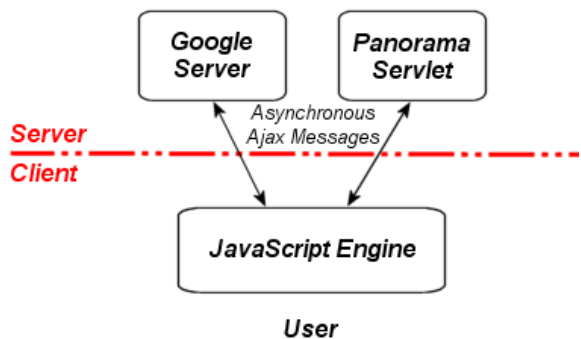 Google
Server
Panorama
Servlet
Asynchronous
Ajax Messages
Server
Client
JavaScript Engine
User